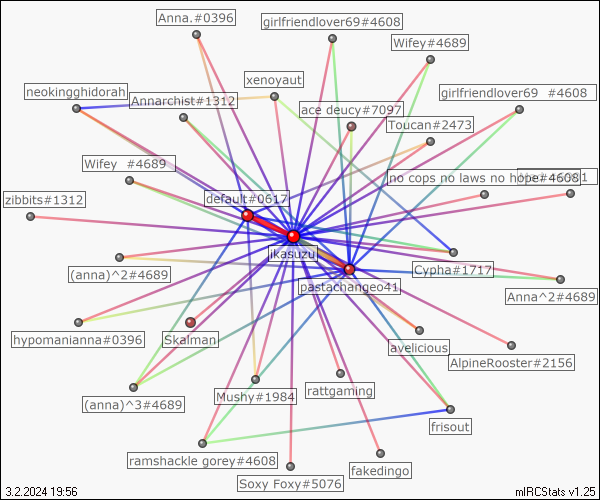 Anna.#0396
girlfriendlover69#4608
Wifey#4689
xenoyaut
neokingghidorah
Annarchist#1312
girlfriendlover69 #4608
ace deucy#7097
Toucan#2473
Wifey #4689
no cops no laws no hope#4608
default#0617
zibbits#1312
jikasuzu
(anna)^2#4689
Cypha#1717
pastachangeo41
Anna^2#4689
hypomanianna#0396
Skalman
avelicious
AlpineRooster#2156
(anna)^3#4689
Mushy#1984
rattgaming
frisout
ramshackle gorey#4608
fakedingo
Soxy Foxy#5076
3.2.2024 19:56
mIRCStats v1.25